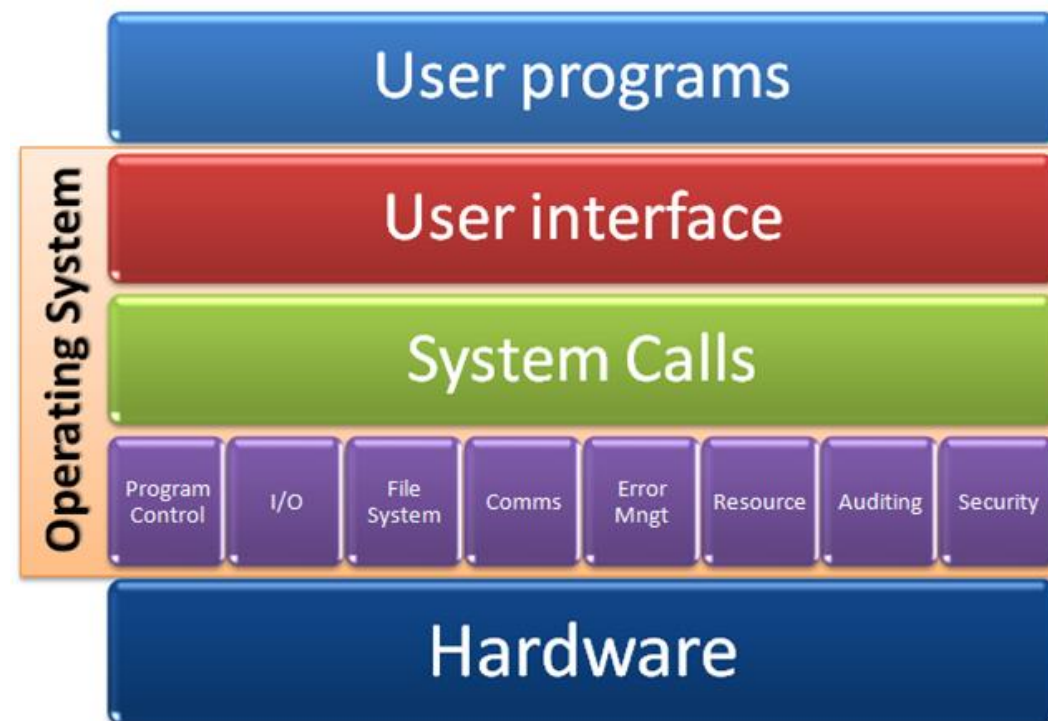 User programs
Operating System
User interface
System Calls
Program
Control
I/O
File
System
Comms
Error
Mngt
Resource
Auditing
Security
Hardware